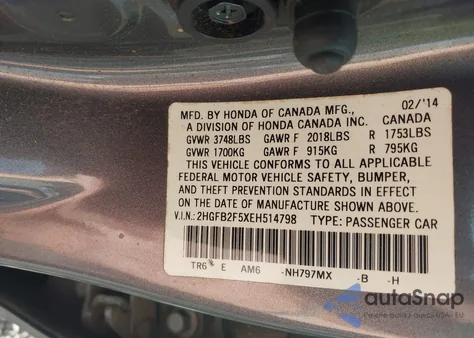 MFD. BY HONDA OF CANADA MFG., 02/'14
A DIVISION OF HONDA CANADA INC. CANADA
GVWR 3748LBS GAWR F 2018LBS R 1753LBS
GVWR 1700KG GAWR F 915KG R 795KG
THIS VEHICLE CONFORMS TO ALL APPLICABLE
FEDERAL MOTOR VEHICLE SAFETY, BUMPER,
AND THEFT PREVENTION STANDARDS IN EFFECT
ON THE DATE OF MANUFACTURE SHOWN ABOVE.
V.I.N.: 2HGFB2F5XEH514798 TYPE: PASSENGER CAR
TR6 E AM6 -NH797MX -B -H
autoSnap